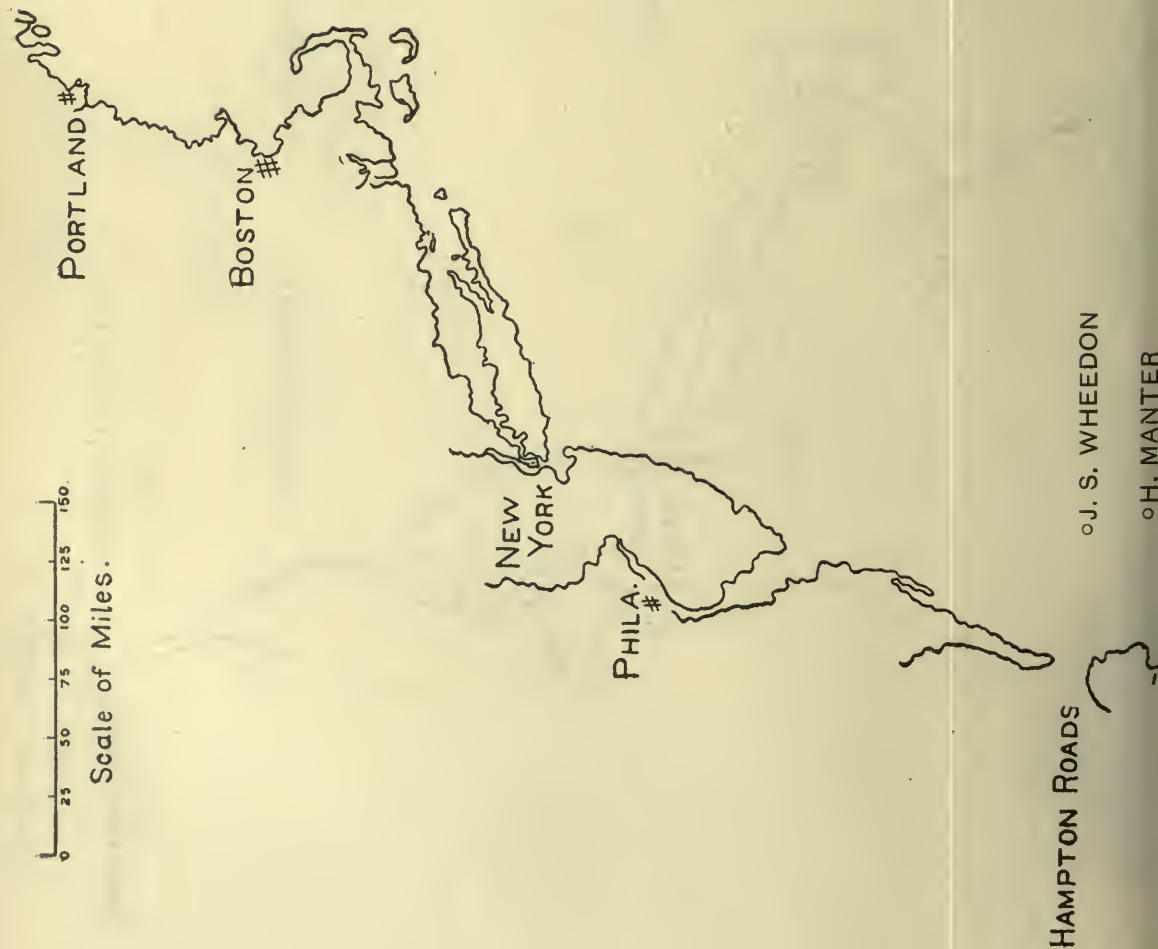 PORTLAND
BOSTON
NEW
YORK
PHILA.
HAMPTON ROADS
○J. S. WHEEDON
○H. MANTER
0 25 50 75 100 125 150.
Scale of Miles.